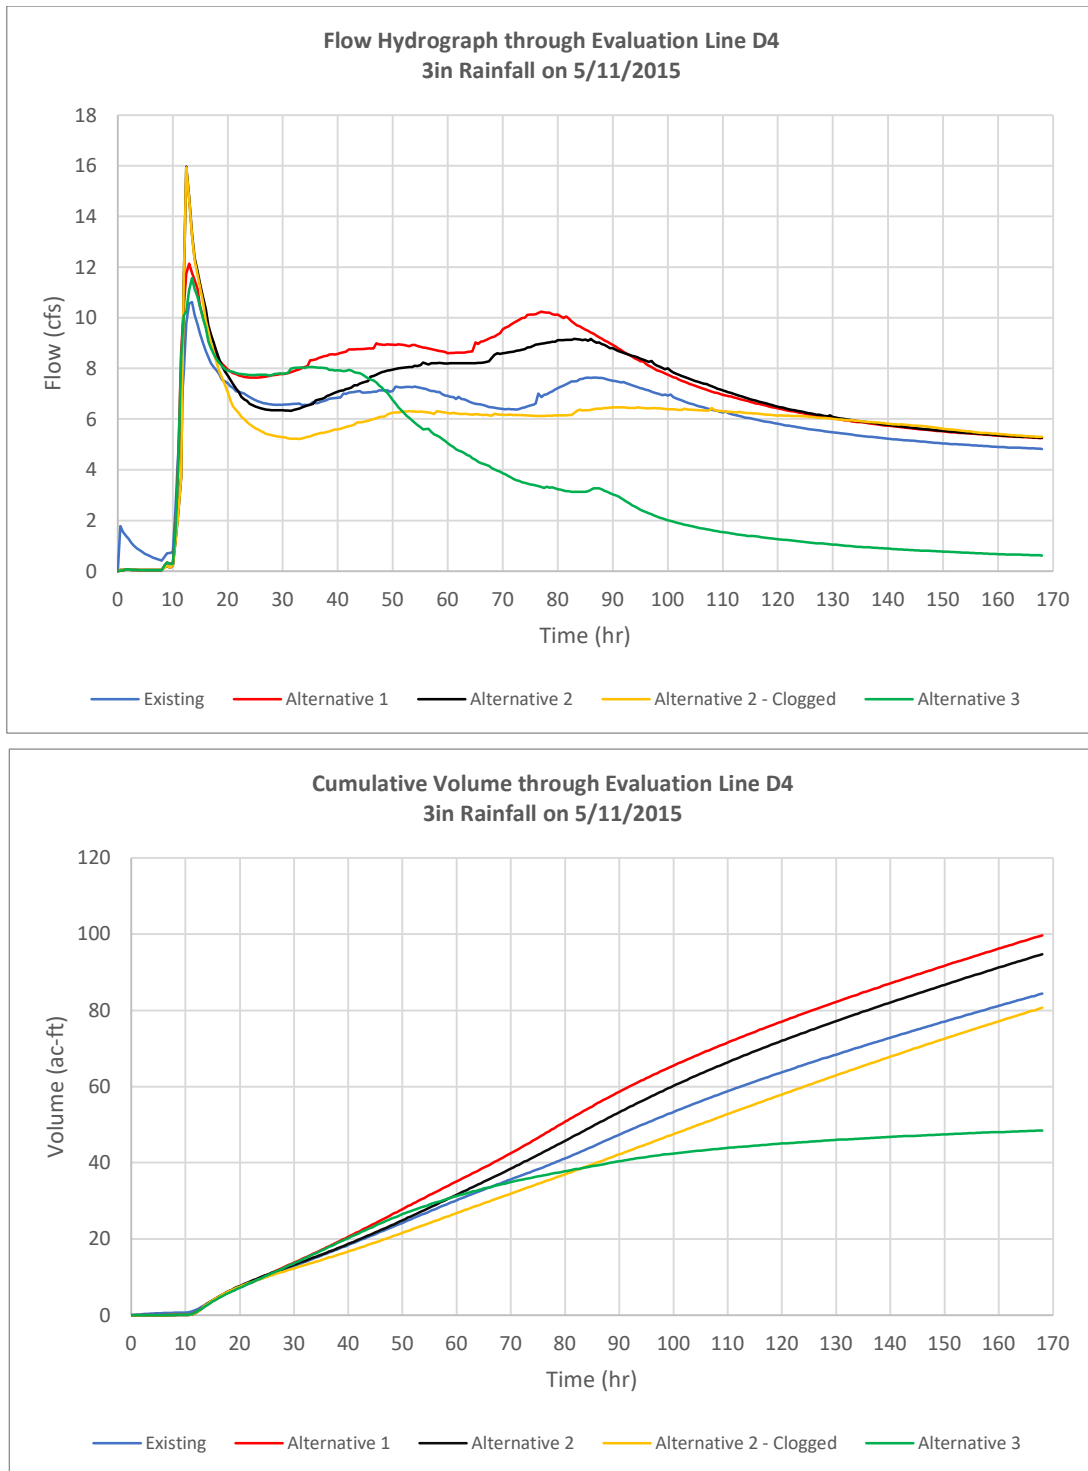 Flow Hydrograph through Evaluation Line D4
3in Rainfall on 5/11/2015
18
16
14
12
10
8
6
4
2
0
Flow (cfs)
0 10 20 30 40 50 60 70 80 90 100 110 120 130 140 150 160 170
Time (hr)
Existing Alternative 1 Alternative 2 Alternative 2 - Clogged Alternative 3
Cumulative Volume through Evaluation Line D4
3in Rainfall on 5/11/2015
120
100
80
60
40
20
0
Volume (ac-ft)
0 10 20 30 40 50 60 70 80 90 100 110 120 130 140 150 160 170
Time (hr)
Existing Alternative 1 Alternative 2 Alternative 2 - Clogged Alternative 3